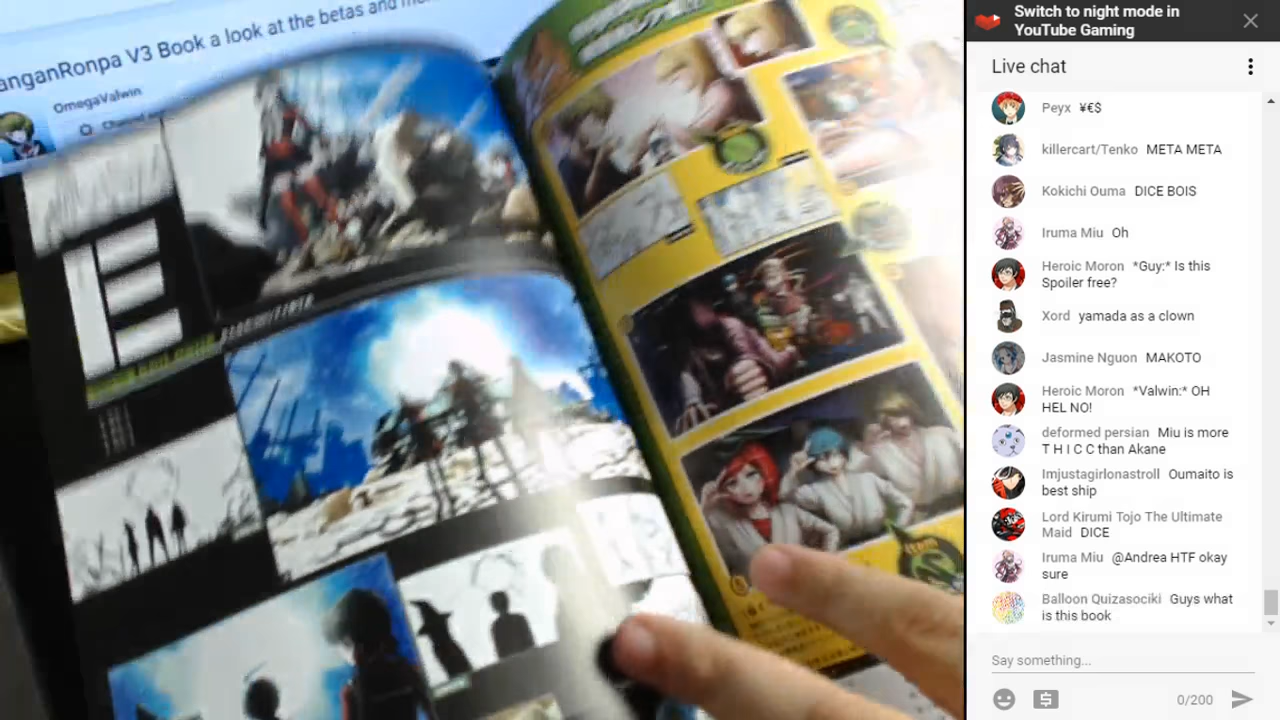 anganRonpa V3 Book a look at the betas and
OmegaValwin
Channel
E
Switch to night mode in
YouTube Gaming
Live chat
Peyx ¥€$
killercart/Tenko META META
Kokichi Ouma DICE BOIS
Iruma Miu Oh
Heroic Moron *Guy:* Is this
Spoiler free?
Xord yamada as a clown
Jasmine Nguon MAKOTO
Heroic Moron *Valwin:* OH
HEL NO!
deformed persian Miu is more
T H I C C than Akane
Imjustagirlonastroll Oumaito is
best ship
Lord Kirumi Tojo The Ultimate
Maid DICE
Iruma Miu @Andrea HTF okay
sure
Balloon Quizasociki Guys what
is this book
Say something...
0/200